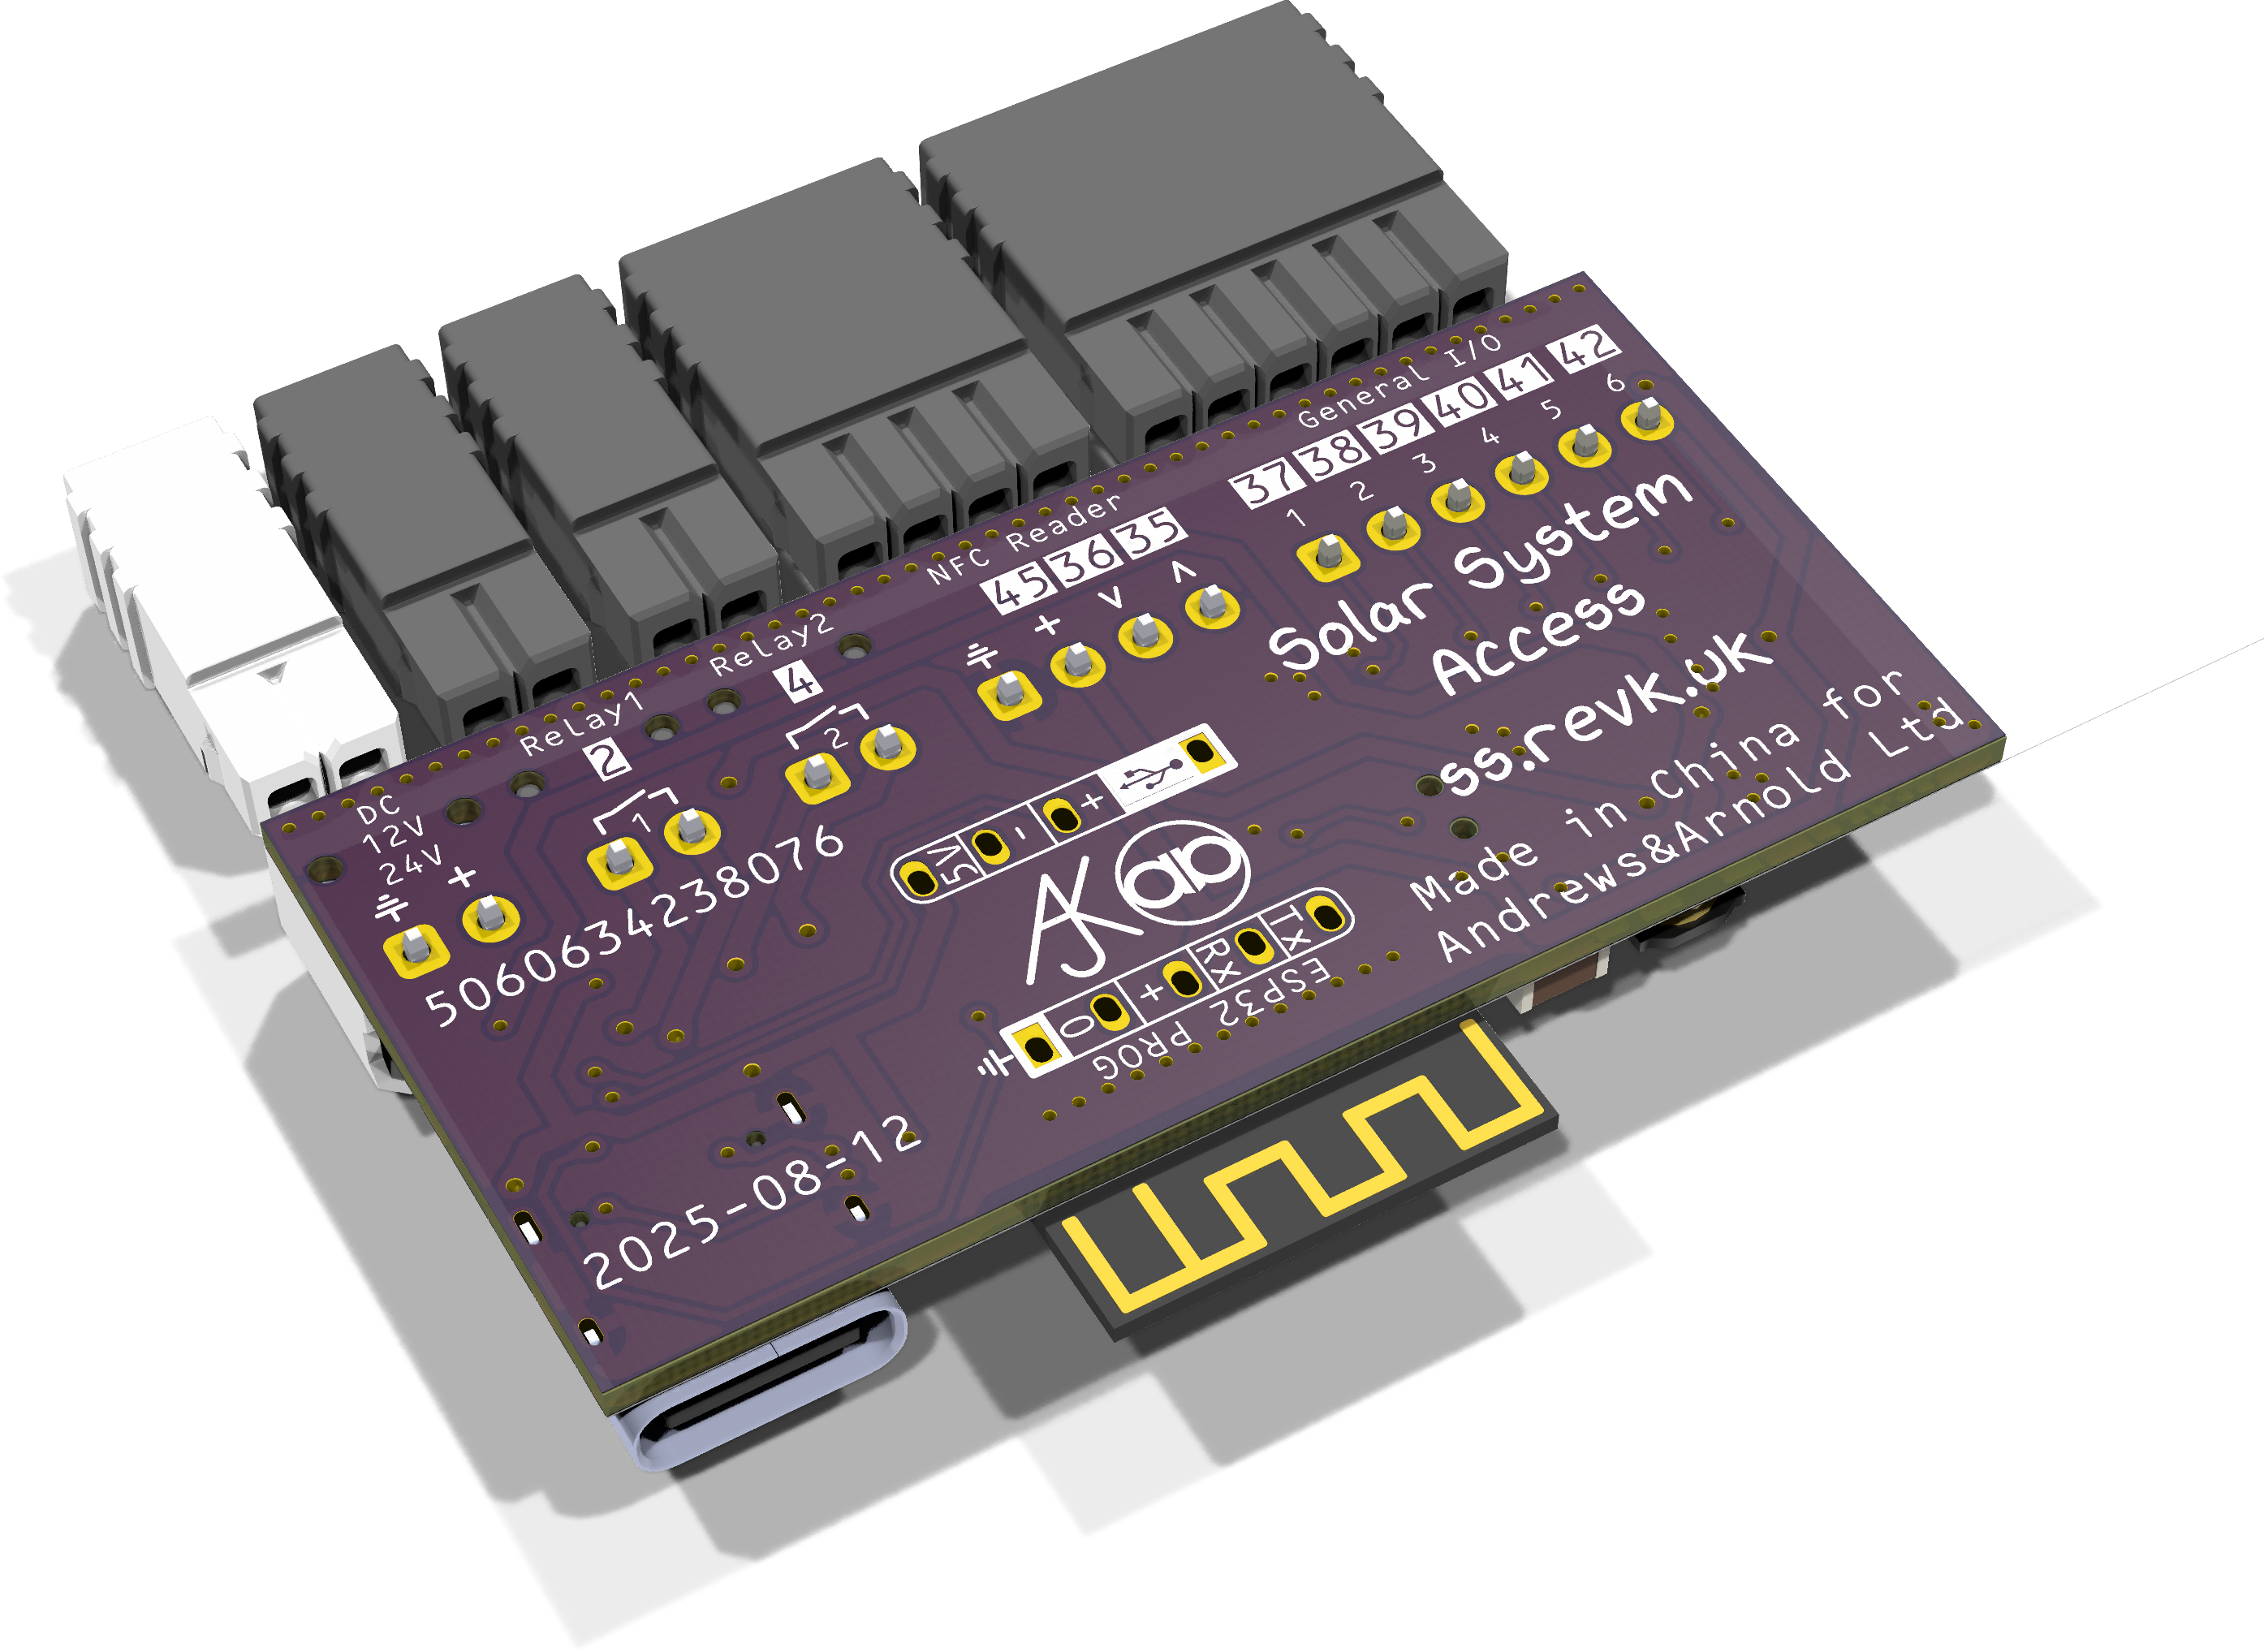 General I/O
37 38 39 40 41 42
1 2 3 4 5 6
NFC Reader
45 36 35
+ V Λ
Relay2
4
2
Relay1
2
1
DC
12V
24V
+
5060634238076
Solar System
Access
ss.revk.uk
Made in China for
Andrews&Arnold Ltd
5V - +
AJK aa
0 + RX TX
PROG ESP32
2025-08-12